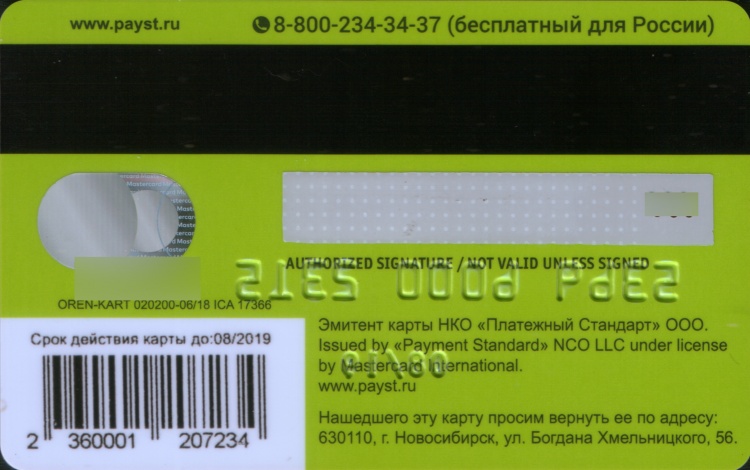 www.payst.ru 8-800-234-34-37 (бесплатный для России)
AUTHORIZED SIGNATURE / NOT VALID UNLESS SIGNED
OREN-KART 020200-06/18 ICA 17366
Срок действия карты до:08/2019
2 360001 207234
Эмитент карты НКО «Платежный Стандарт» ООО.
Issued by «Payment Standard» NCO LLC under license
by Mastercard International.
www.payst.ru
Нашедшего эту карту просим вернуть ее по адресу:
630110, г. Новосибирск, ул. Богдана Хмельницкого, 56.